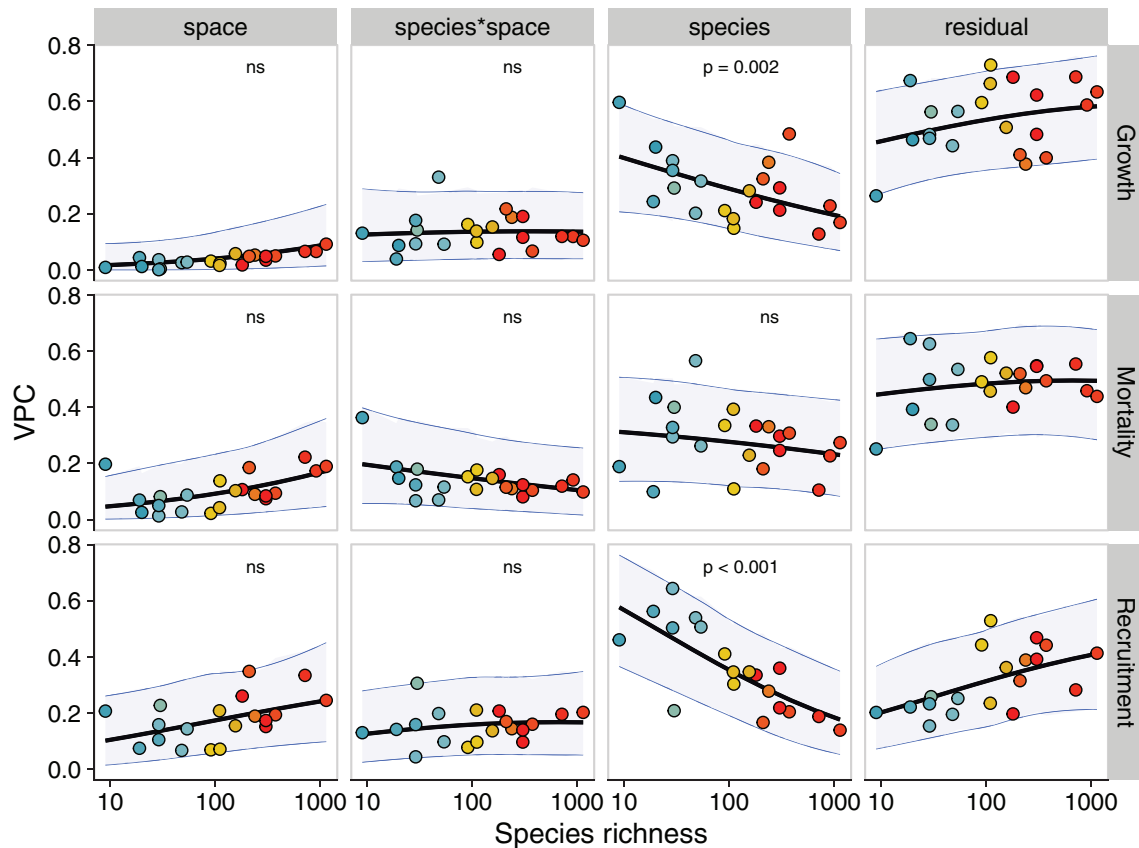 space species*space species residual
0.8 ns ns p = 0.002
0.6
0.4
0.2
0.0
Growth
0.8 ns ns ns
0.6
0.4
0.2
0.0
Mortality
VPC
0.8 ns ns p < 0.001
0.6
0.4
0.2
0.0
Recruitment
10 100 1000 10 100 1000 10 100 1000 10 100 1000
Species richness